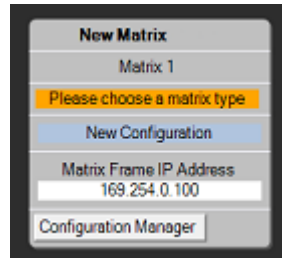 New Matrix
Matrix 1
Please choose a matrix type
New Configuration
Matrix Frame IP Address
169.254.0.100
Configuration Manager